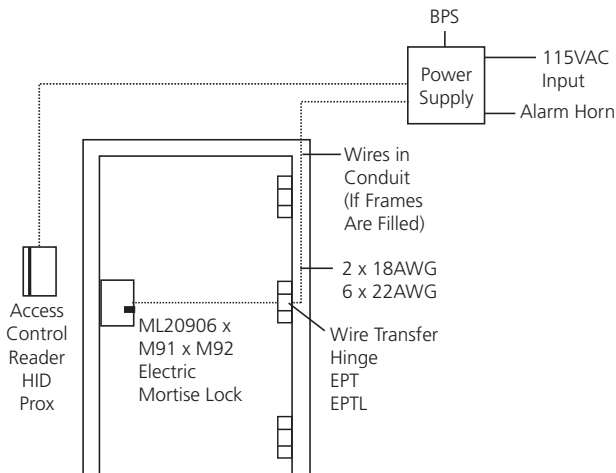 BPS
Power
Supply
115VAC
Input
Alarm Horn
Wires in
Conduit
(If Frames
Are Filled)
2 x 18AWG
6 x 22AWG
Access
Control
Reader
HID
Prox
ML20906 x
M91 x M92
Electric
Mortise Lock
Wire Transfer
Hinge
EPT
EPTL